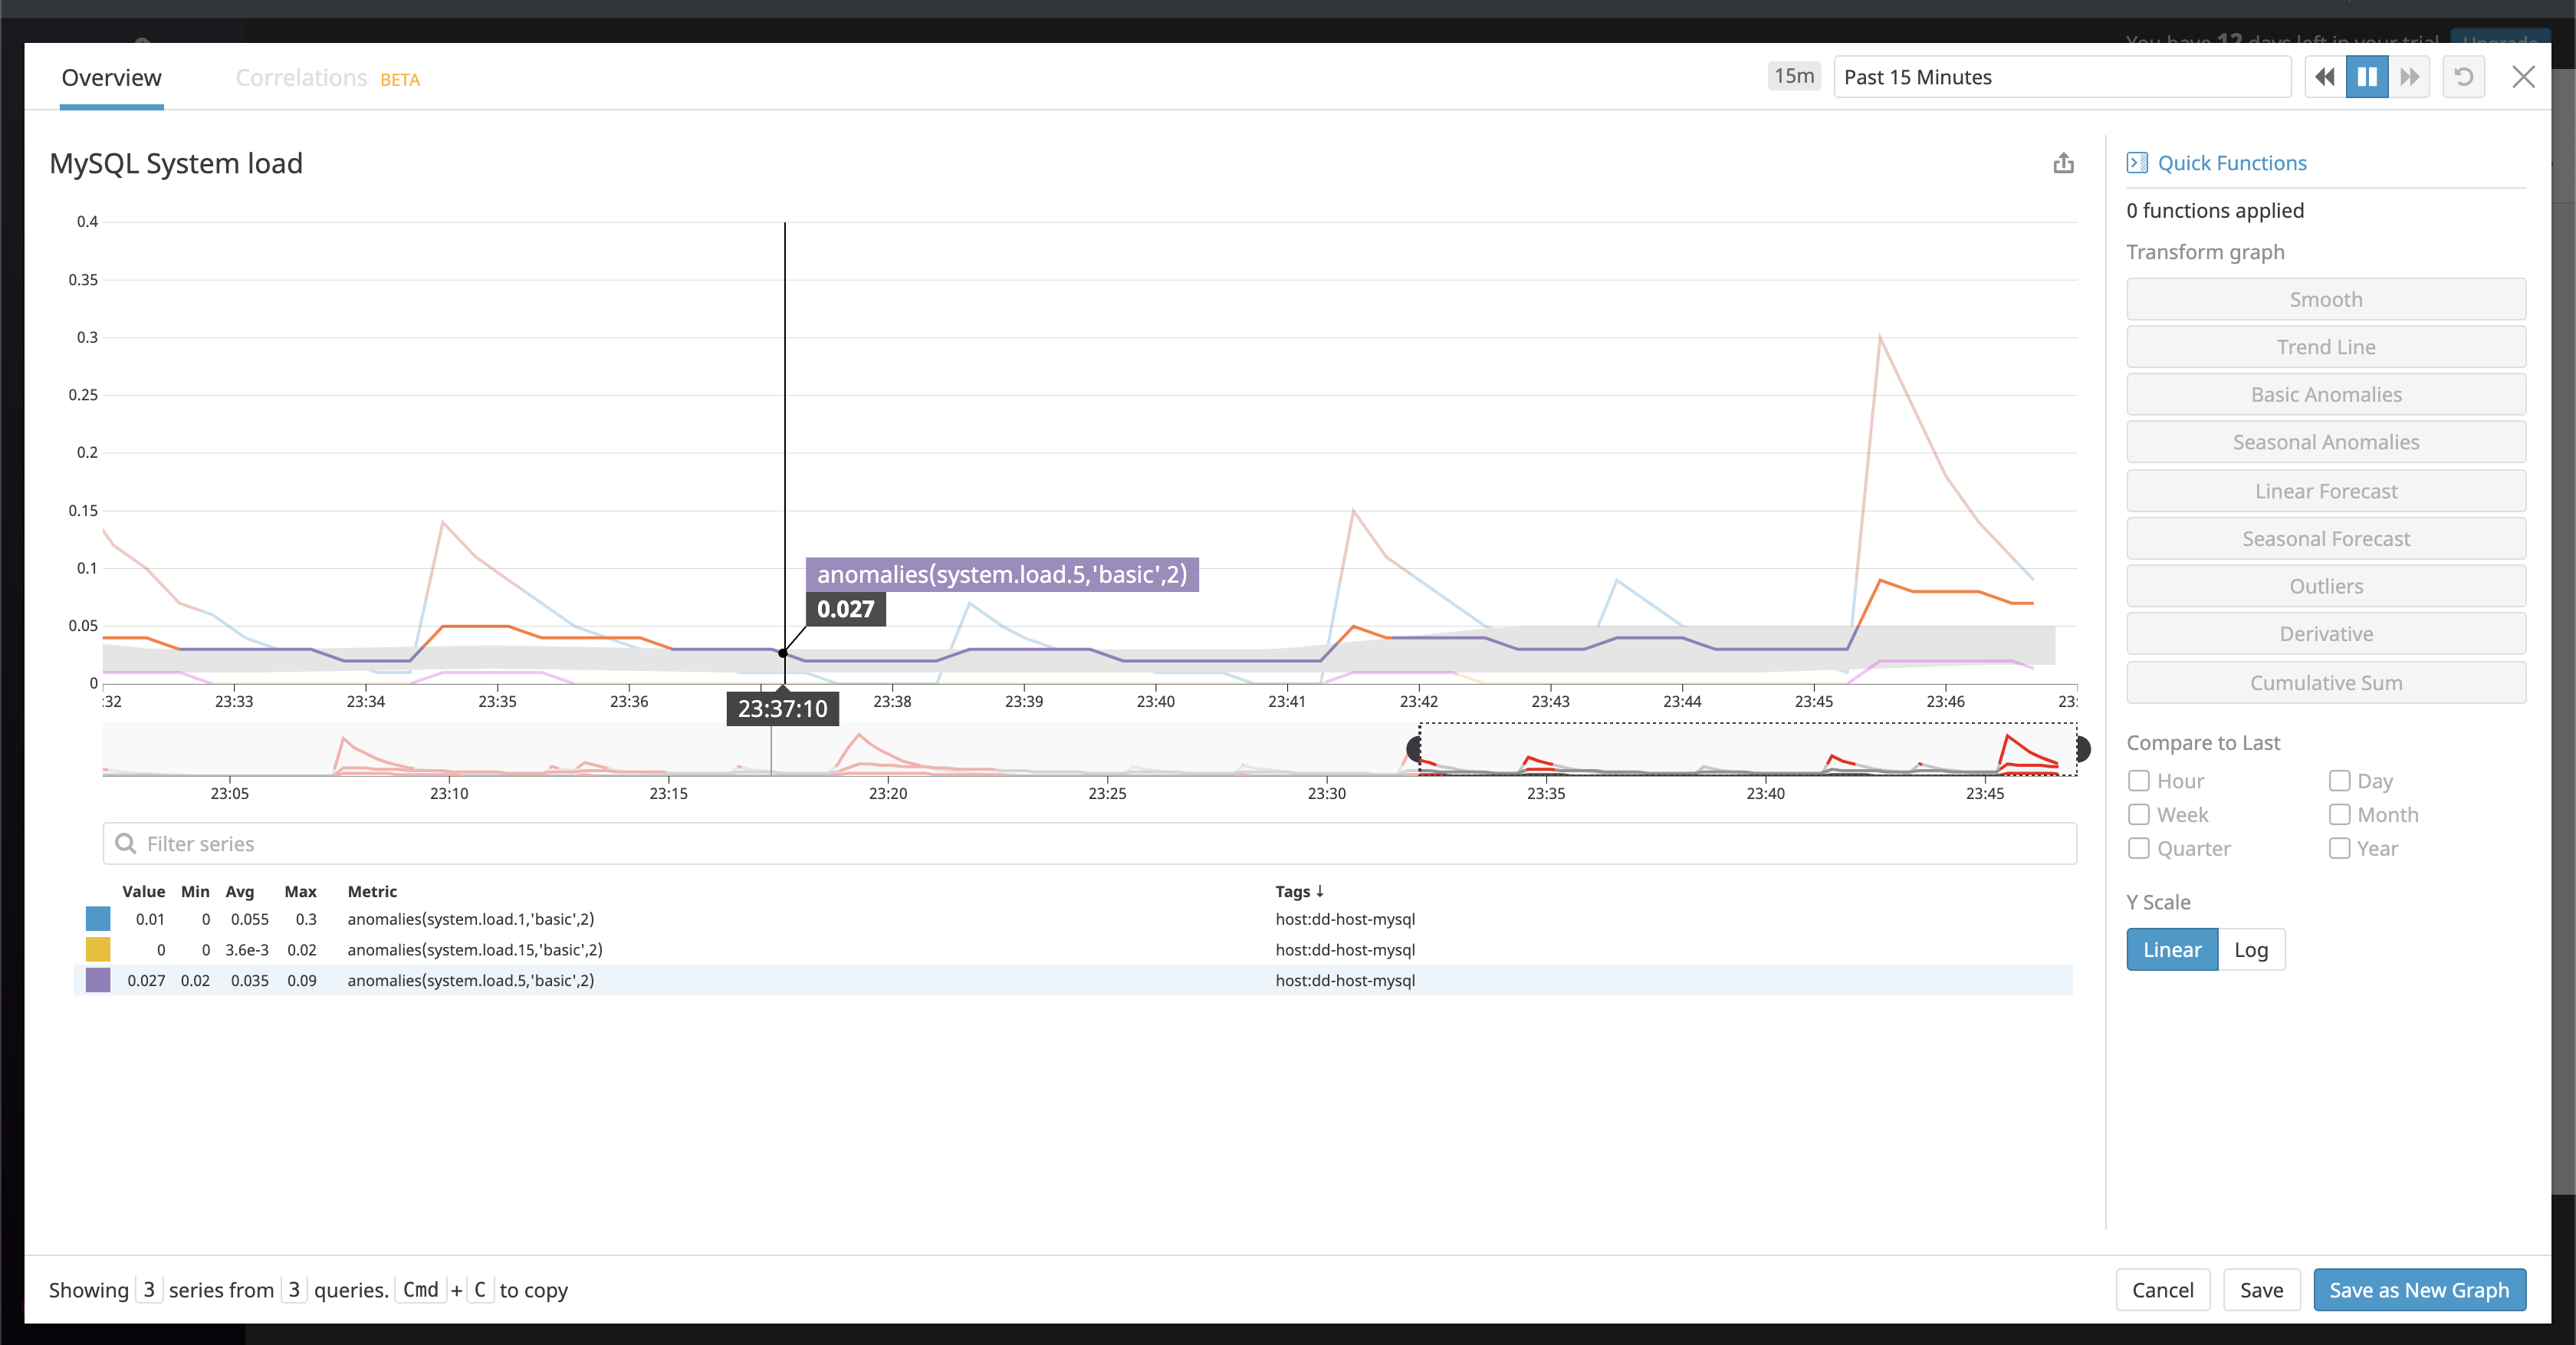 You have 12 days left in your trial Upgrade
Overview
Correlations BETA
15m
Past 15 Minutes
MySQL System load
0.4
0.35
0.3
0.25
0.2
0.15
0.1
0.05
0
anomalies(system.load.5,'basic',2)
0.027
:32 23:33 23:34 23:35 23:36 23:38 23:39 23:40 23:41 23:42 23:43 23:44 23:45 23:46 23:
23:37:10
23:05 23:10 23:15 23:20 23:25 23:30 23:35 23:40 23:45
Filter series
Value Min Avg Max Metric Tags ↓
0.01 0 0.055 0.3 anomalies(system.load.1,'basic',2) host:dd-host-mysql
0 0 3.6e-3 0.02 anomalies(system.load.15,'basic',2) host:dd-host-mysql
0.027 0.02 0.035 0.09 anomalies(system.load.5,'basic',2) host:dd-host-mysql
Quick Functions
0 functions applied
Transform graph
Smooth
Trend Line
Basic Anomalies
Seasonal Anomalies
Linear Forecast
Seasonal Forecast
Outliers
Derivative
Cumulative Sum
Compare to Last
Hour Day
Week Month
Quarter Year
Y Scale
Linear Log
Showing 3 series from 3 queries. Cmd + C to copy
Cancel Save Save as New Graph